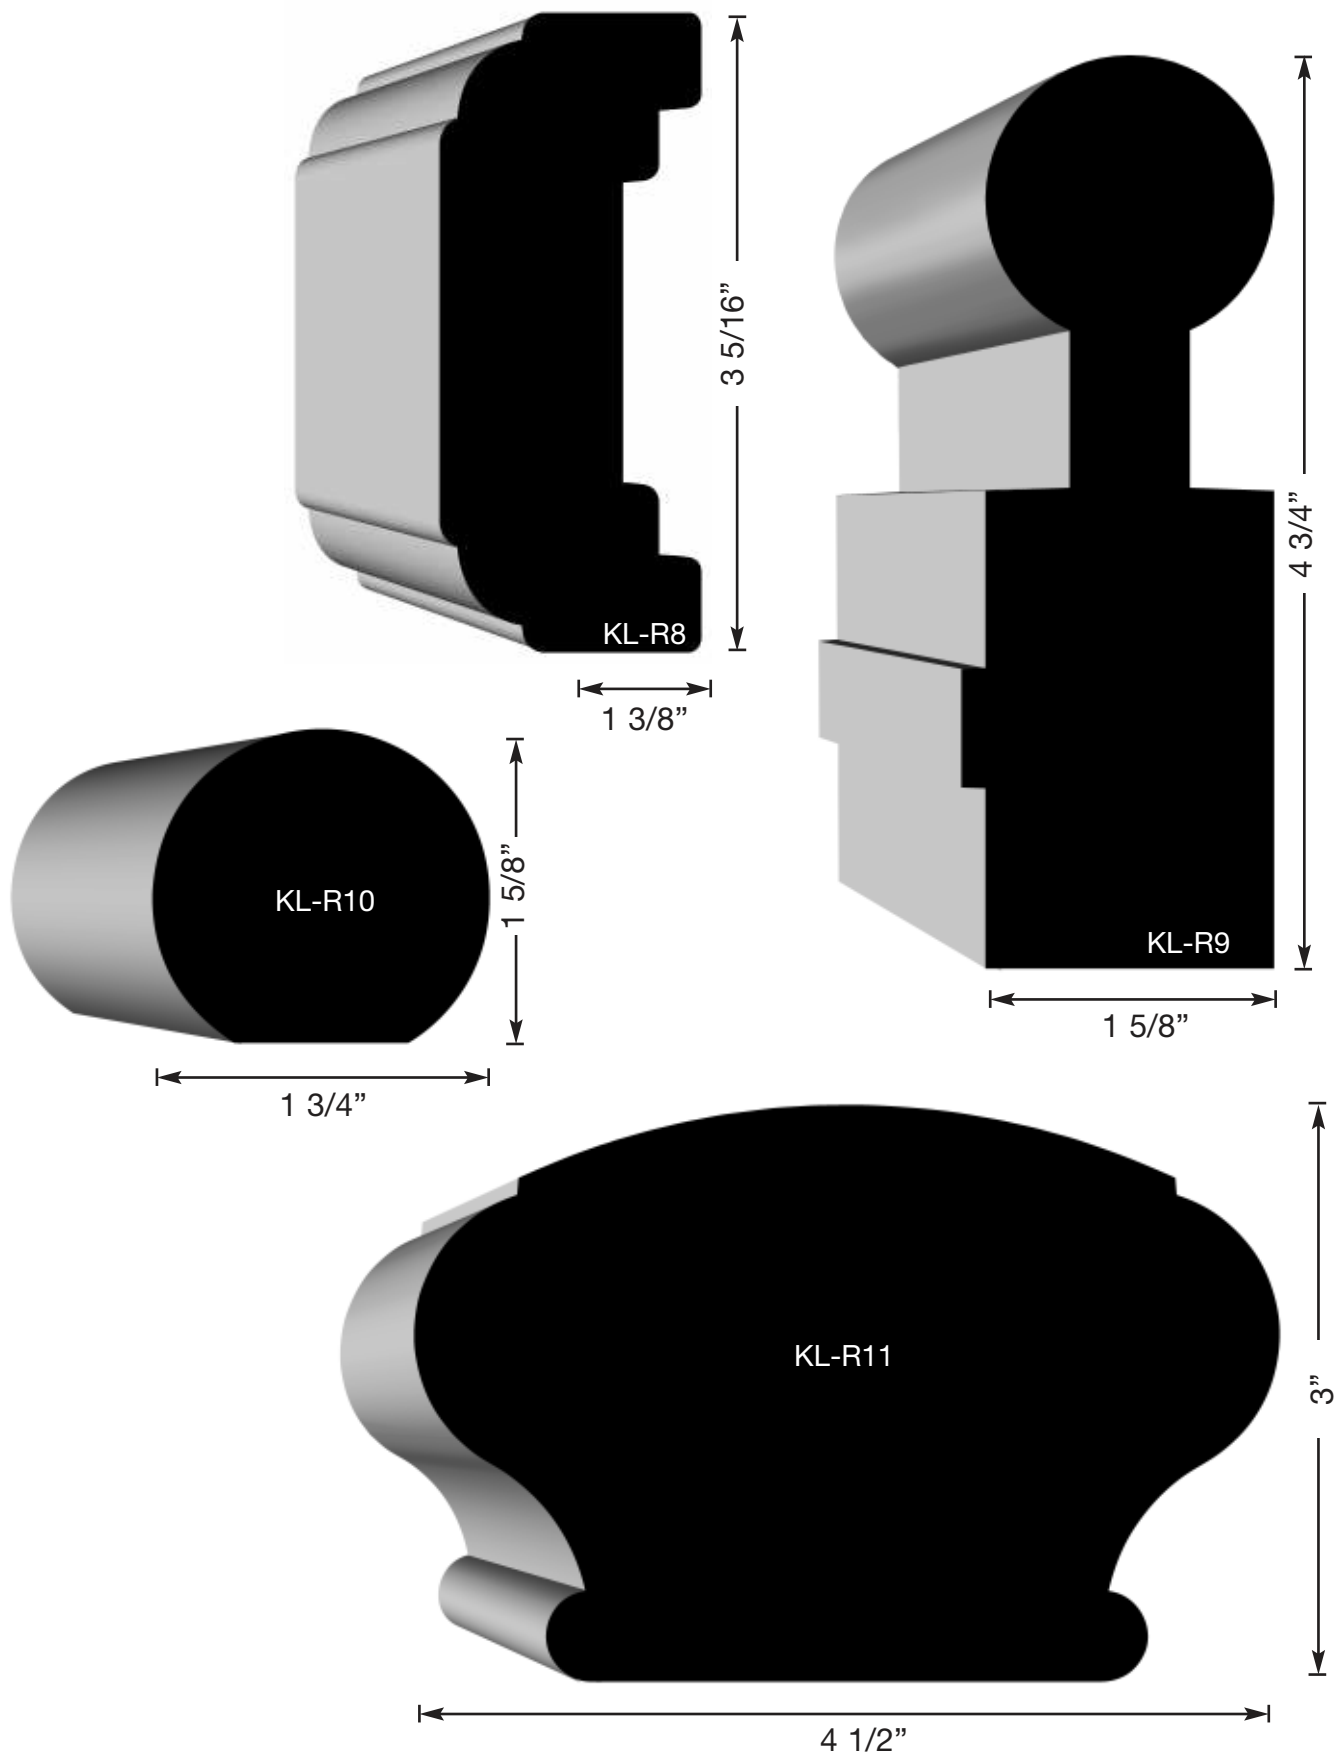 3 5/16”
KL-R8
1 3/8”
4 3/4”
KL-R9
1 5/8”
KL-R10
1 5/8”
1 3/4”
KL-R11
3”
4 1/2”